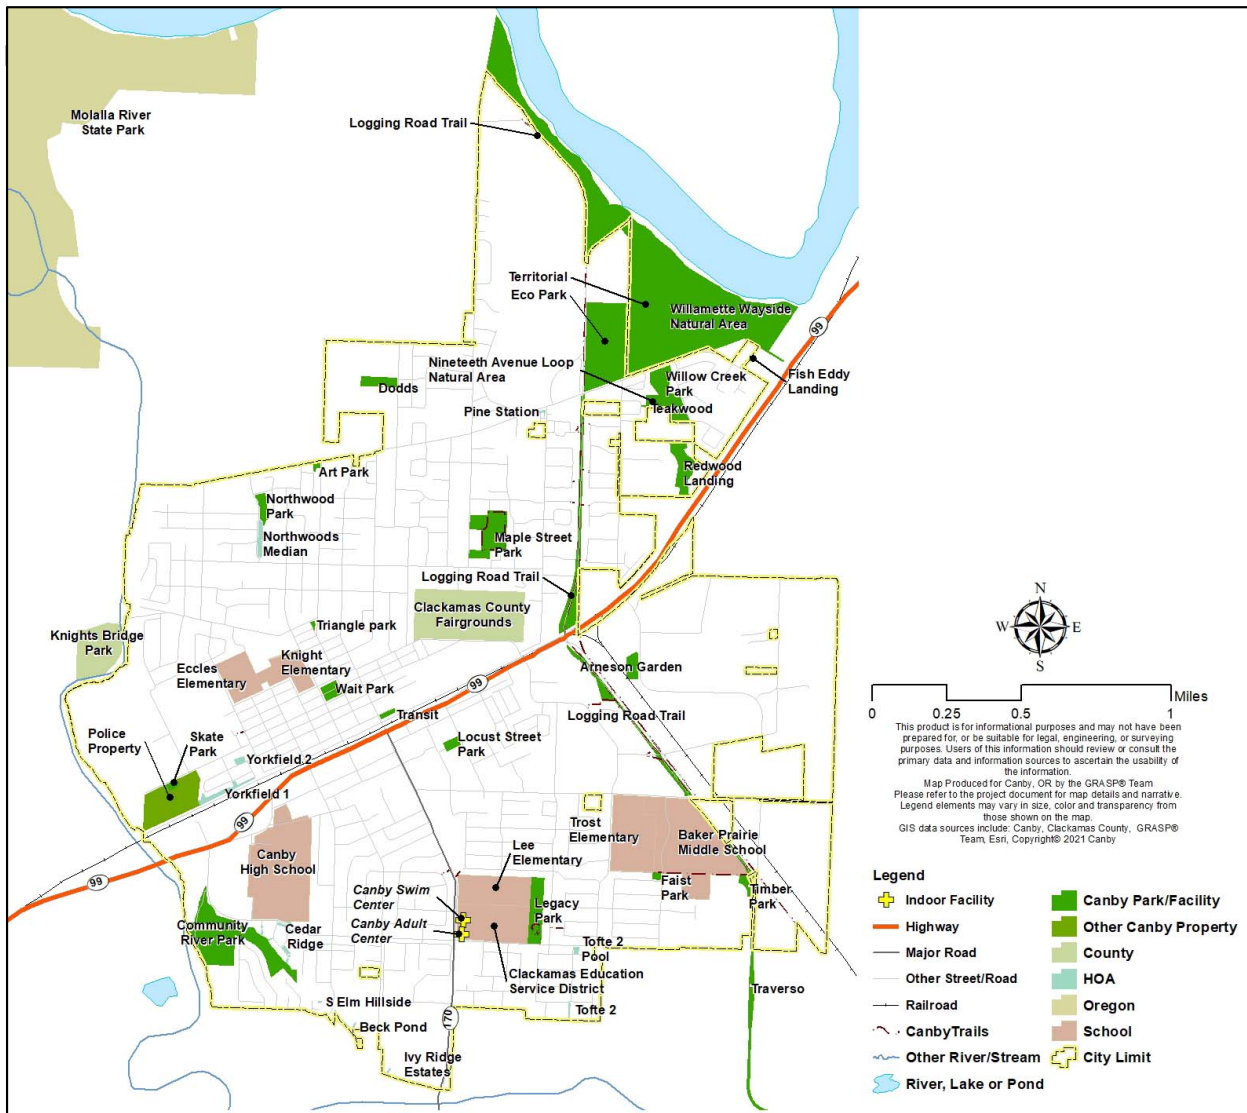 Molalla River
State Park
Logging Road Trail
Territorial
Eco Park
Willamette Wayside
Natural Area
99
Nineteeth Avenue Loop
Natural Area
Willow Creek
Park
Fish Eddy
Landing
Dodds
Teakwood
Pine Station
Art Park
Redwood
Landing
Northwood
Park
Northwoods
Median
Maple Street
Park
Logging Road Trail
Clackamas County
Fairgrounds
Triangle park
Knights Bridge
Park
Eccles
Elementary
Knight
Elementary
Wait Park
Arneson Garden
99
Transit
Logging Road Trail
Police
Property
Skate
Park
Locust Street
Park
Yorkfield 2
Yorkfield 1
99
Trost
Elementary
Baker Prairie
Middle School
Lee
Elementary
Canby
High School
99
Canby Swim
Center
Canby Adult
Center
Legacy
Park
Faist
Park
Timber
Park
Community
River Park
Cedar
Ridge
Tofte 2
Pool
Clackamas Education
Service District
Traverso
S Elm Hillside
Tofte 2
Beck Pond
170
Ivy Ridge
Estates
N
W
E
S
Miles
0 0.25 0.5 1
This product is for informational purposes and may not have been
prepared for, or be suitable for legal, engineering, or surveying
purposes. Users of this information should review or consult the
primary data and information sources to ascertain the usability of
the information.
Map Produced for Canby, OR by the GRASP® Team
Please refer to the project document for map details and narrative.
Legend elements may vary in size, color and transparency from
those shown on the map.
GIS data sources include: Canby, Clackamas County, GRASP®
Team, Esri, Copyright© 2021 Canby
Legend
Indoor Facility
Highway
Major Road
Other Street/Road
Railroad
CanbyTrails
Other River/Stream
River, Lake or Pond
Canby Park/Facility
Other Canby Property
County
HOA
Oregon
School
City Limit